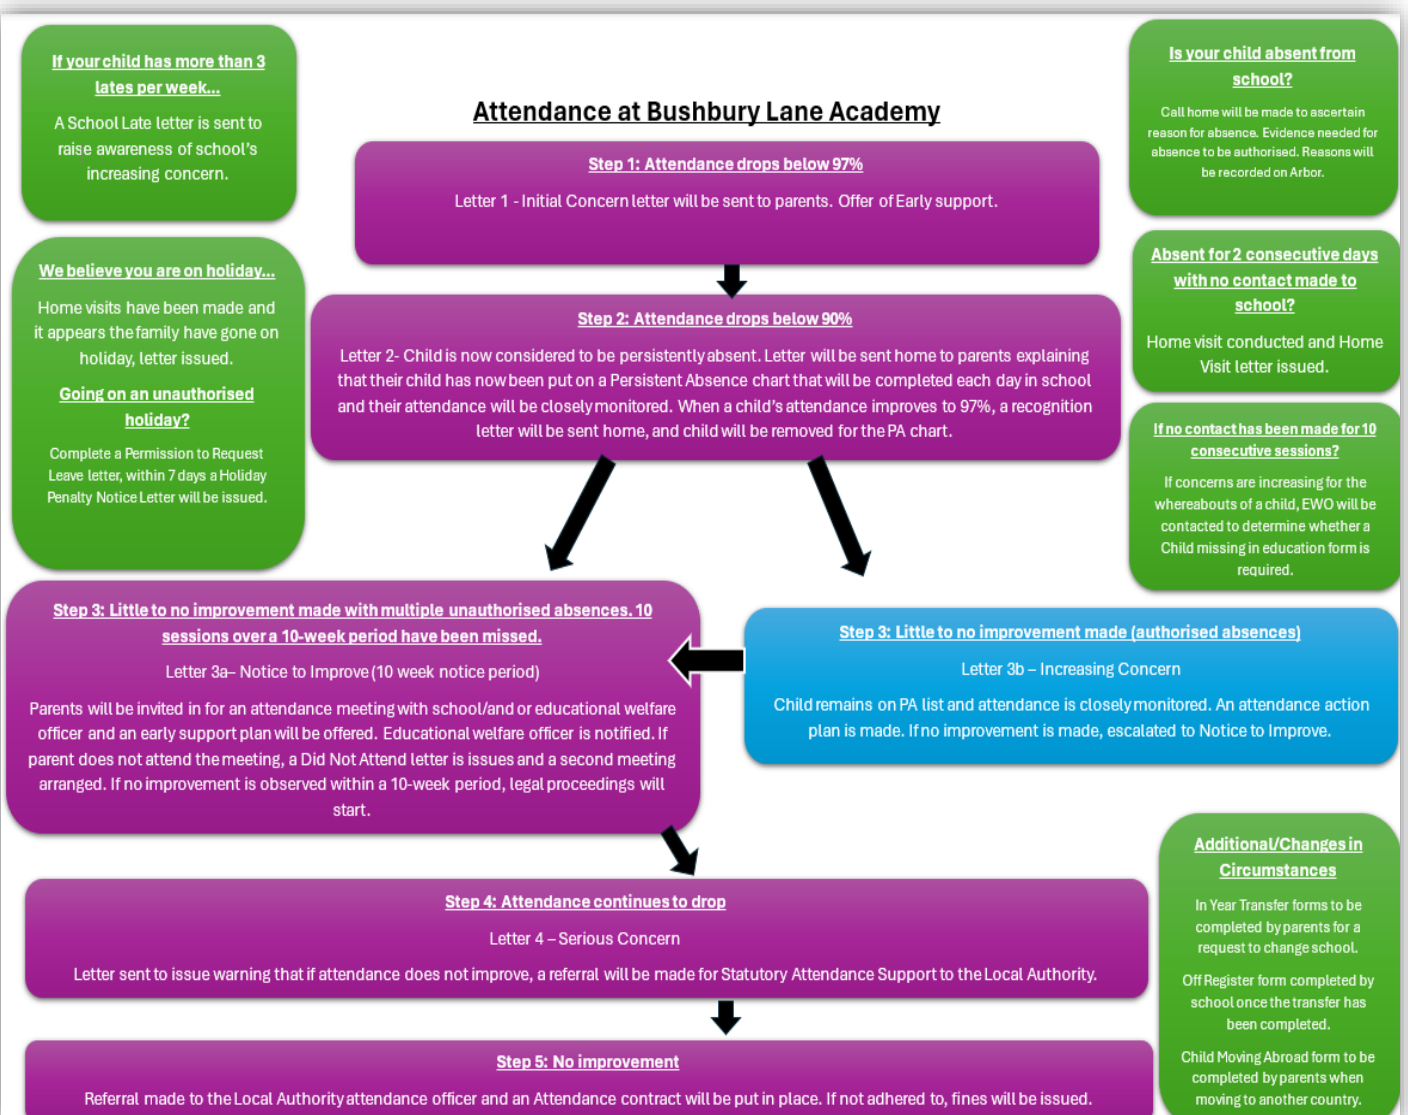 Attendance at Bushbury Lane Academy
If your child has more than 3
lates per week...
A School Late letter is sent to
raise awareness of school's
increasing concern.
We believe you are on holiday...
Home visits have been made and
it appears the family have gone on
holiday, letter issued.
Going on an unauthorised
holiday?
Complete a Permission to Request
Leave letter, within 7 days a Holiday
Penalty Notice Letter will be issued.
Step 1: Attendance drops below 97%
Letter 1 - Initial Concern letter will be sent to parents. Offer of Early support.
Step 2: Attendance drops below 90%
Letter 2- Child is now considered to be persistently absent. Letter will be sent home to parents explaining
that their child has now been put on a Persistent Absence chart that will be completed each day in school
and their attendance will be closely monitored. When a child's attendance improves to 97%, a recognition
letter will be sent home, and child will be removed for the PA chart.
Is your child absent from
school?
Call home will be made to ascertain
reason for absence. Evidence needed for
absence to be authorised. Reasons will
be recorded on Arbor.
Absent for 2 consecutive days
with no contact made to
school?
Home visit conducted and Home
Visit letter issued.
If no contact has been made for 10
consecutive sessions?
If concerns are increasing for the
whereabouts of a child, EWO will be
contacted to determine whether a
Child missing in education form is
required.
Step 3: Little to no improvement made with multiple unauthorised absences. 10
sessions over a 10-week period have been missed.
Letter 3a– Notice to Improve (10 week notice period)
Parents will be invited in for an attendance meeting with school/and or educational welfare
officer and an early support plan will be offered. Educational welfare officer is notified. If
parent does not attend the meeting, a Did Not Attend letter is issues and a second meeting
arranged. If no improvement is observed within a 10-week period, legal proceedings will
start.
Step 3: Little to no improvement made (authorised absences)
Letter 3b – Increasing Concern
Child remains on PA list and attendance is closely monitored. An attendance action
plan is made. If no improvement is made, escalated to Notice to Improve.
Step 4: Attendance continues to drop
Letter 4 – Serious Concern
Letter sent to issue warning that if attendance does not improve, a referral will be made for Statutory Attendance Support to the Local Authority.
Step 5: No improvement
Referral made to the Local Authority attendance officer and an Attendance contract will be put in place. If not adhered to, fines will be issued.
Additional/Changes in
Circumstances
In Year Transfer forms to be
completed by parents for a
request to change school.
Off Register form completed by
school once the transfer has
been completed.
Child Moving Abroad form to be
completed by parents when
moving to another country.